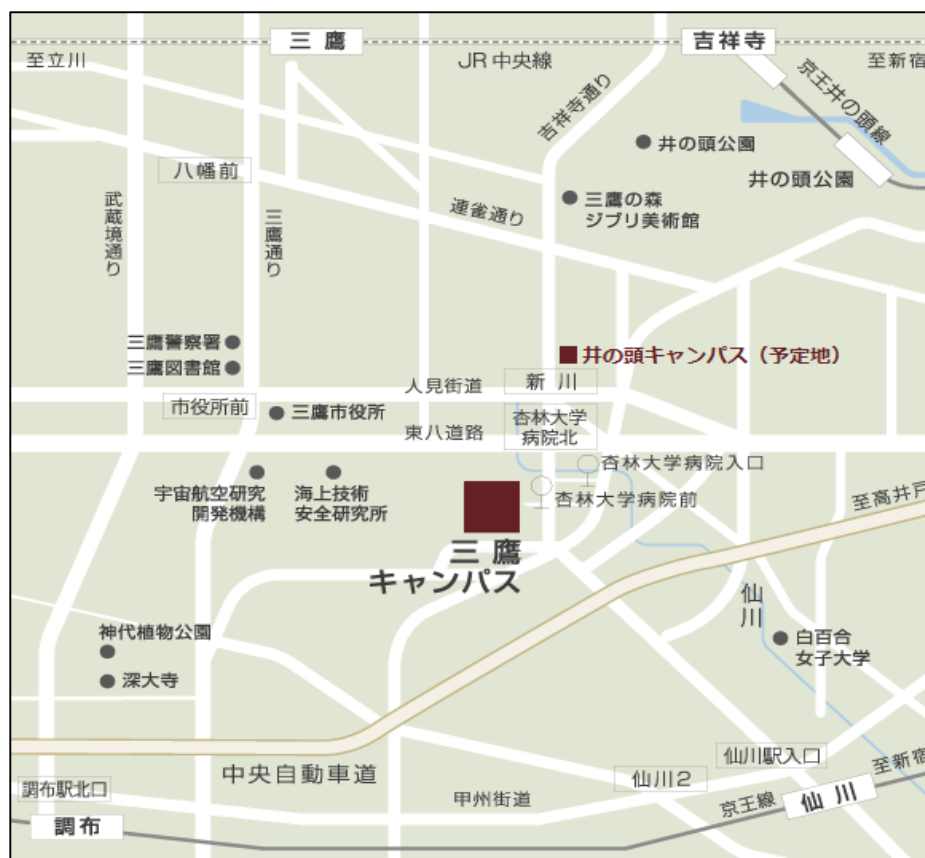 三鷹
吉祥寺
至立川
JR中央線
至新宿
京王井の頭線
吉祥寺通り
井の頭公園
井の頭公園
八幡前
三鷹の森
ジブリ美術館
連雀通り
武蔵境通り
三鷹通り
三鷹警察署
三鷹図書館
井の頭キャンパス（予定地）
人見街道
新川
市役所前
三鷹市役所
東八道路
杏林大学
病院北
杏林大学病院入口
宇宙航空研究
開発機構
海上技術
安全研究所
杏林大学病院前
至高井戸
三鷹
キャンパス
仙川
神代植物公園
深大寺
白百合
女子大学
中央自動車道
仙川駅入口
至新宿
調布駅北口
甲州街道
仙川2
京王線
仙川
調布